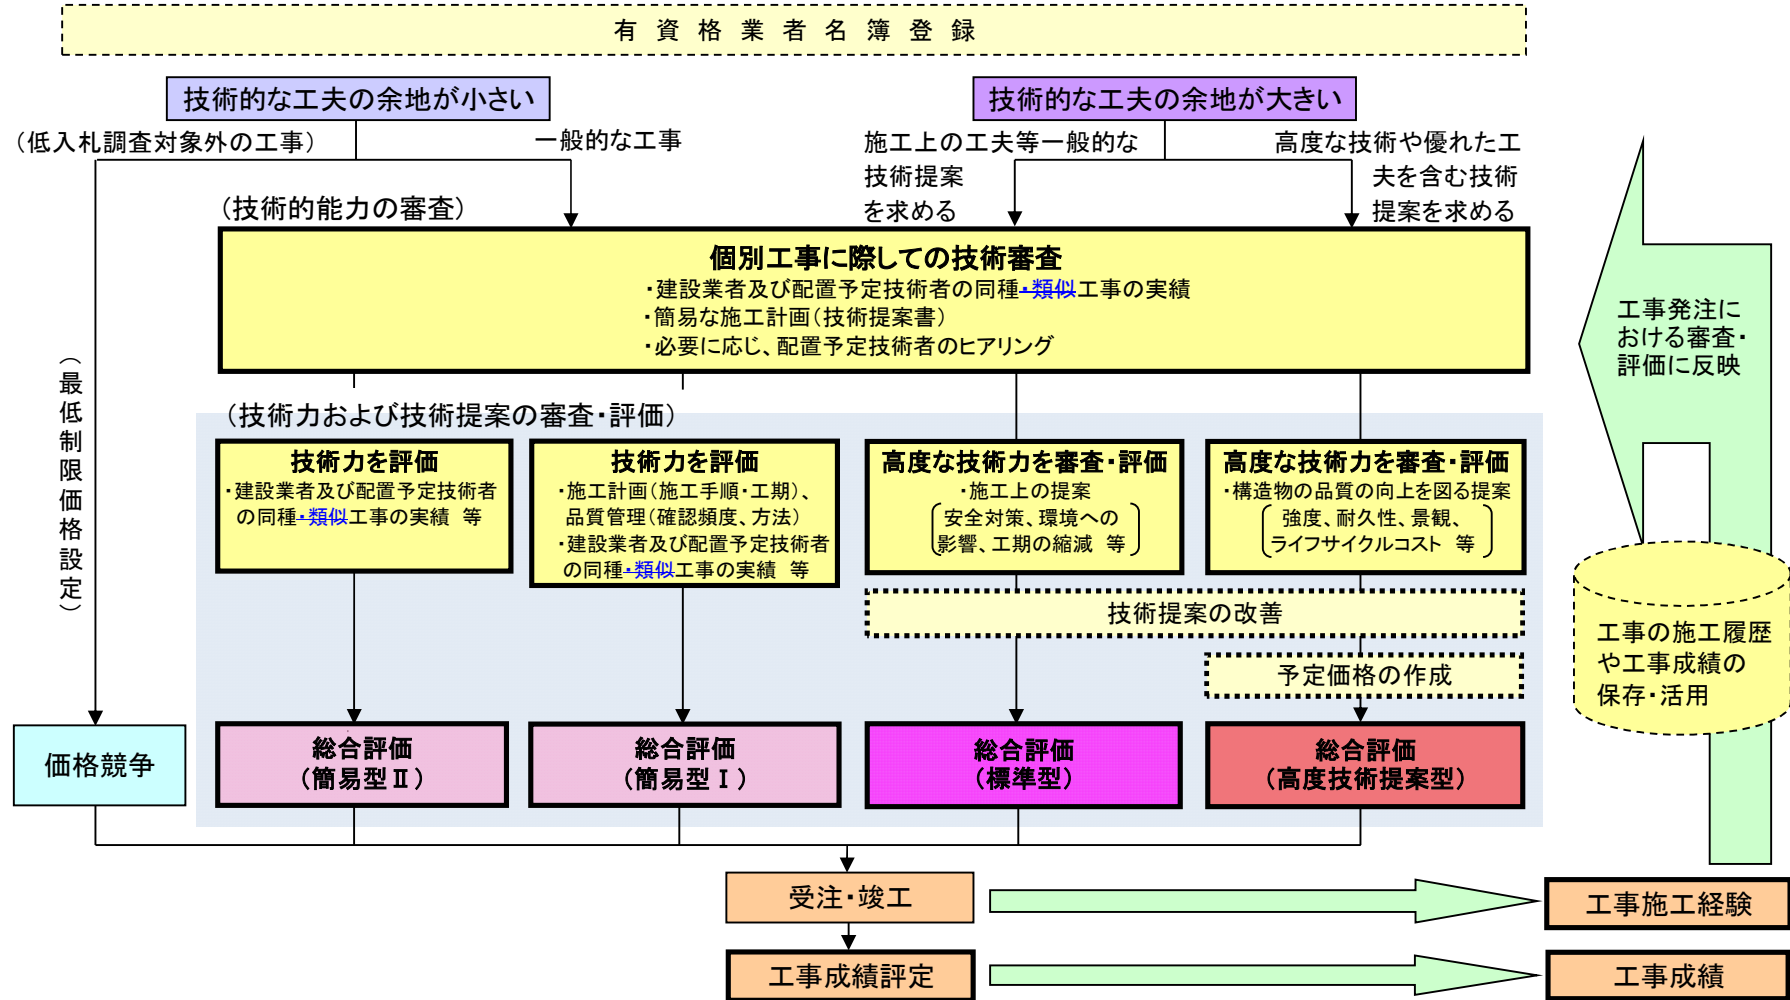 有資格業者名簿登録
技術的な工夫の余地が小さい
技術的な工夫の余地が大きい
（低入札調査対象外の工事）
一般的な工事
施工上の工夫等一般的な
技術提案
を求める
高度な技術や優れた工
夫を含む技術
提案を求める
（技術的能力の審査）
個別工事に際しての技術審査
・建設業者及び配置予定技術者の同種・類似工事の実績
・簡易な施工計画（技術提案書）
・必要に応じ、配置予定技術者のヒアリング
（最低制限価格設定）
（技術力および技術提案の審査・評価）
技術力を評価
・建設業者及び配置予定技術者
の同種・類似工事の実績　等
技術力を評価
・施工計画（施工手順・工期）、
品質管理（確認頻度、方法）
・建設業者及び配置予定技術者
の同種・類似工事の実績　等
高度な技術力を審査・評価
・施工上の提案
安全対策、環境への
影響、工期の縮減　等
高度な技術力を審査・評価
・構造物の品質の向上を図る提案
強度、耐久性、景観、
ライフサイクルコスト　等
技術提案の改善
予定価格の作成
価格競争
総合評価
（簡易型Ⅱ）
総合評価
（簡易型Ⅰ）
総合評価
（標準型）
総合評価
（高度技術提案型）
工事発注に
おける審査・
評価に反映
工事の施工履歴
や工事成績の
保存・活用
受注・竣工
工事施工経験
工事成績評定
工事成績